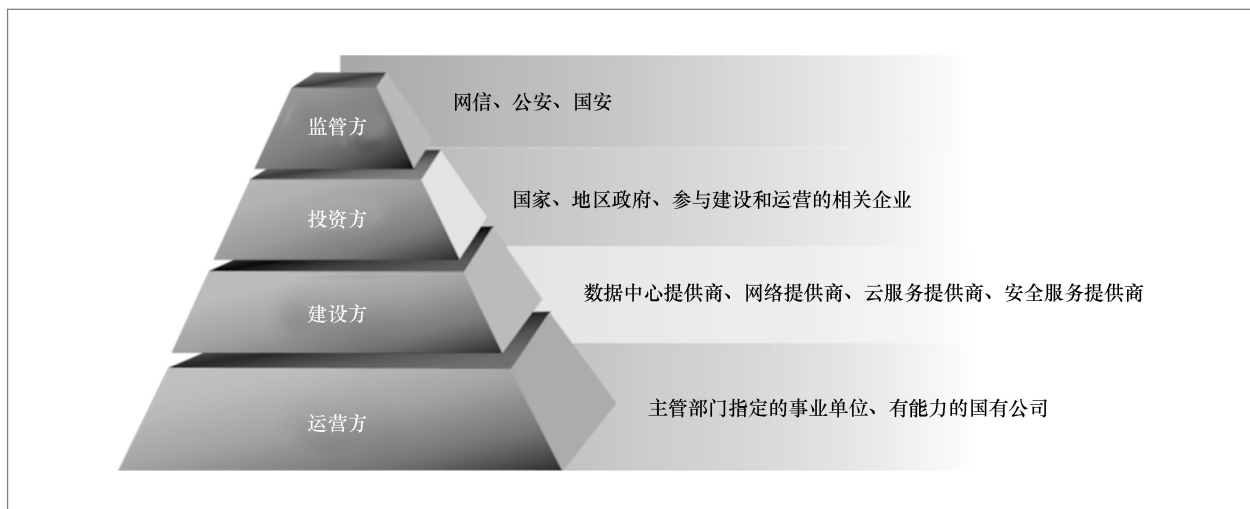 监管方
网信、公安、国安
投资方
国家、地区政府、参与建设和运营的相关企业
建设方
数据中心提供商、网络提供商、云服务提供商、安全服务提供商
运营方
主管部门指定的事业单位、有能力的国有公司